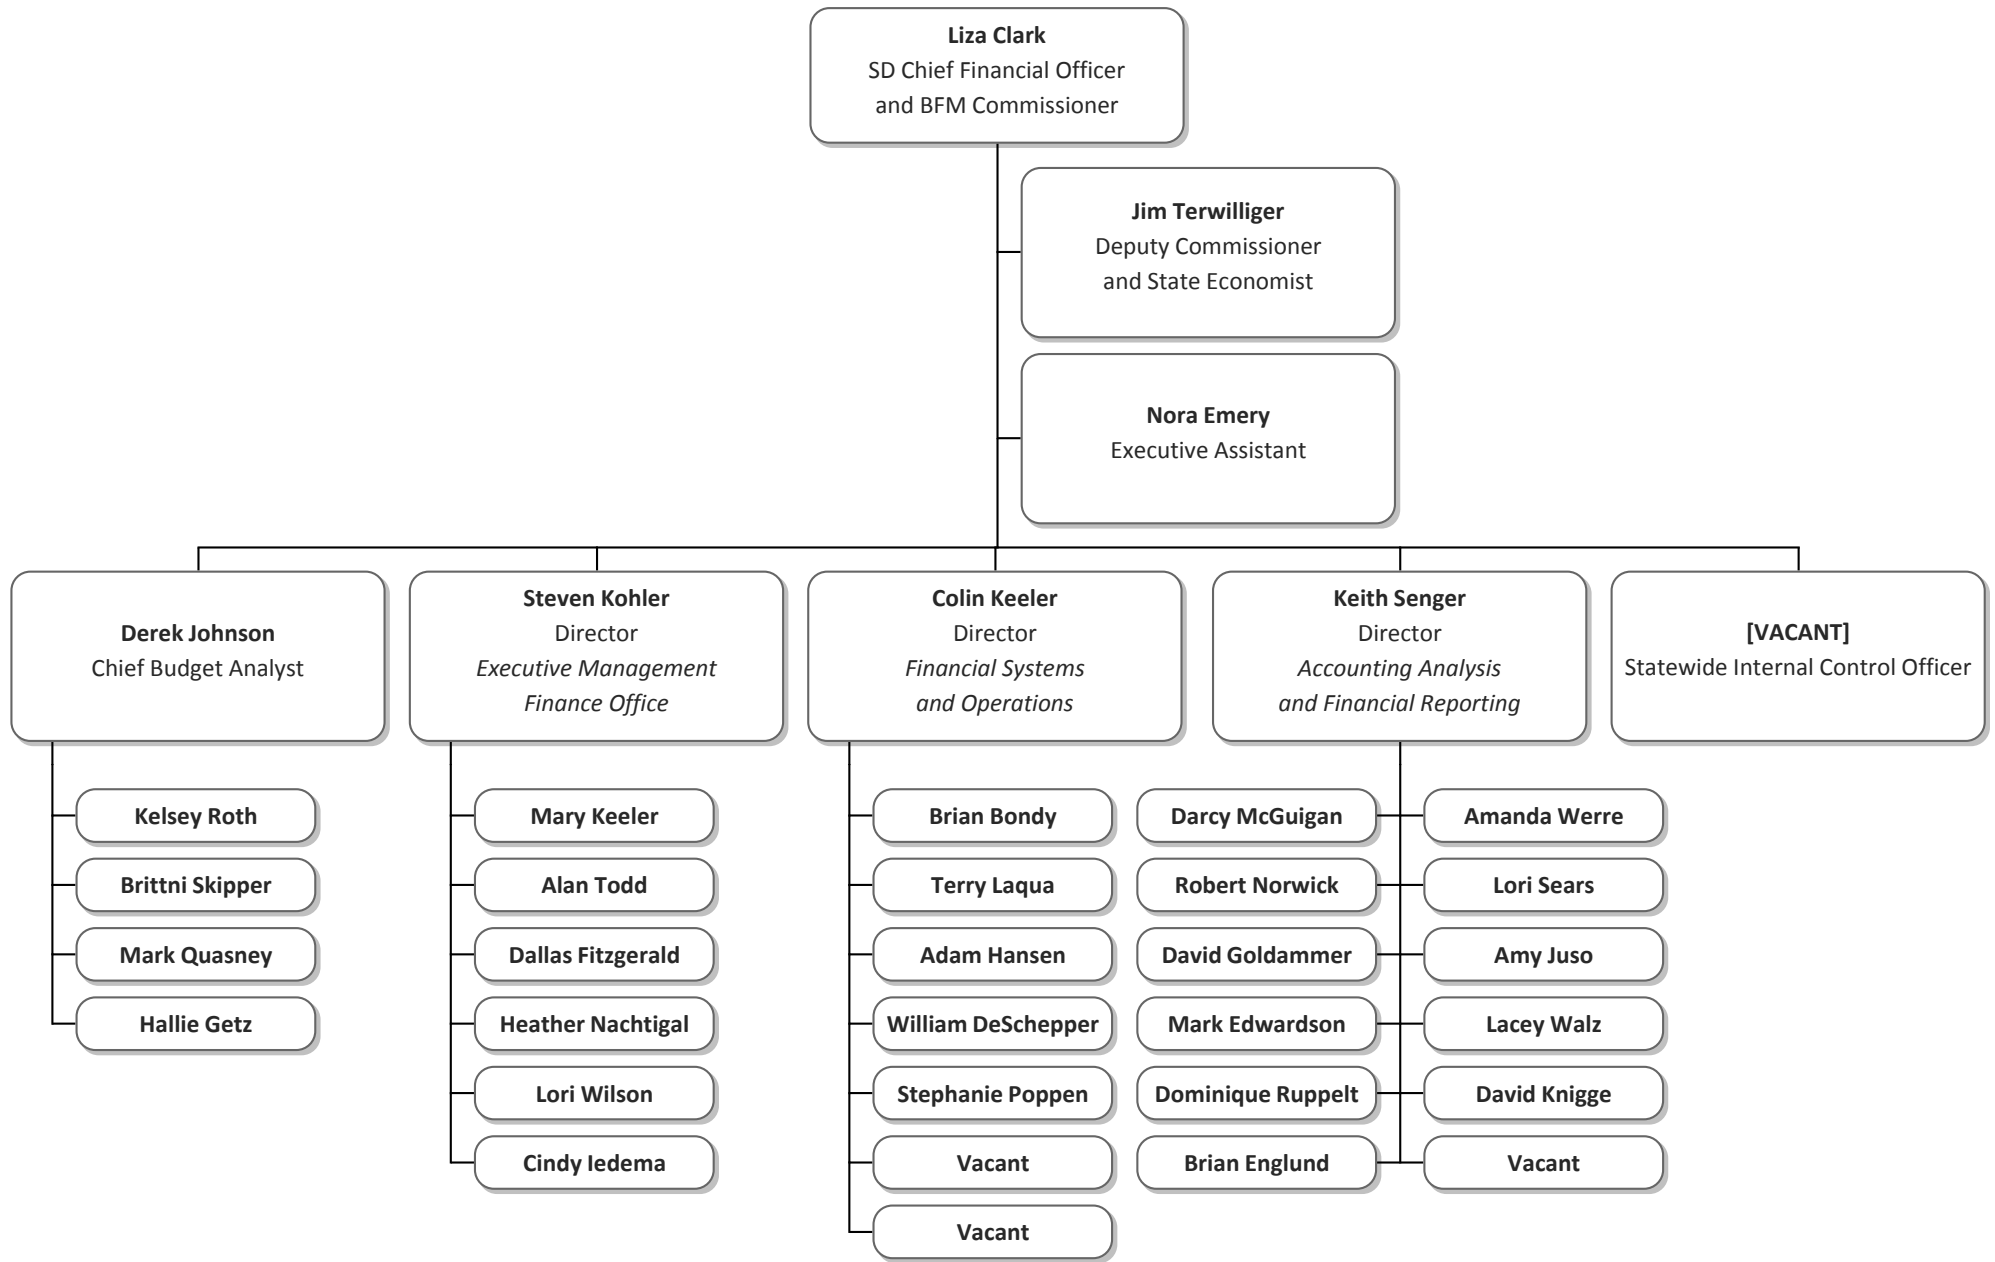 Liza Clark
SD Chief Financial Officer
and BFM Commissioner
Jim Terwilliger
Deputy Commissioner
and State Economist
Nora Emery
Executive Assistant
Derek Johnson
Chief Budget Analyst
Steven Kohler
Director
Executive Management
Finance Office
Colin Keeler
Director
Financial Systems
and Operations
Keith Senger
Director
Accounting Analysis
and Financial Reporting
[VACANT]
Statewide Internal Control Officer
Kelsey Roth
Brittni Skipper
Mark Quasney
Hallie Getz
Mary Keeler
Alan Todd
Dallas Fitzgerald
Heather Nachtigal
Lori Wilson
Cindy Iedema
Brian Bondy
Terry Laqua
Adam Hansen
William DeSchepper
Stephanie Poppen
Vacant
Vacant
Darcy McGuigan
Robert Norwick
David Goldammer
Mark Edwardson
Dominique Ruppelt
Brian Englund
Amanda Werre
Lori Sears
Amy Juso
Lacey Walz
David Knigge
Vacant